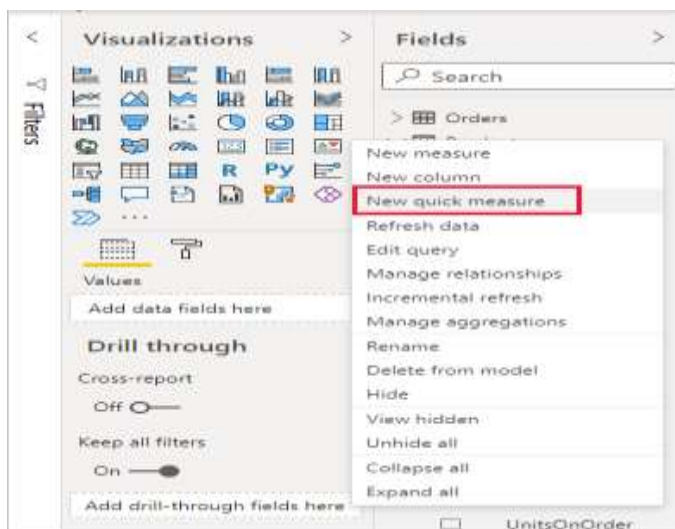 Filters
Visualizations
R
Py
...
Values
Add data fields here
Drill through
Cross-report
Off
Keep all filters
On
Add drill-through fields here
Fields
Search
Orders
New measure
New column
New quick measure
Refresh data
Edit query
Manage relationships
Incremental refresh
Manage aggregations
Rename
Delete from model
Hide
View hidden
Unhide all
Collapse all
Expand all
UnitsOnOrder